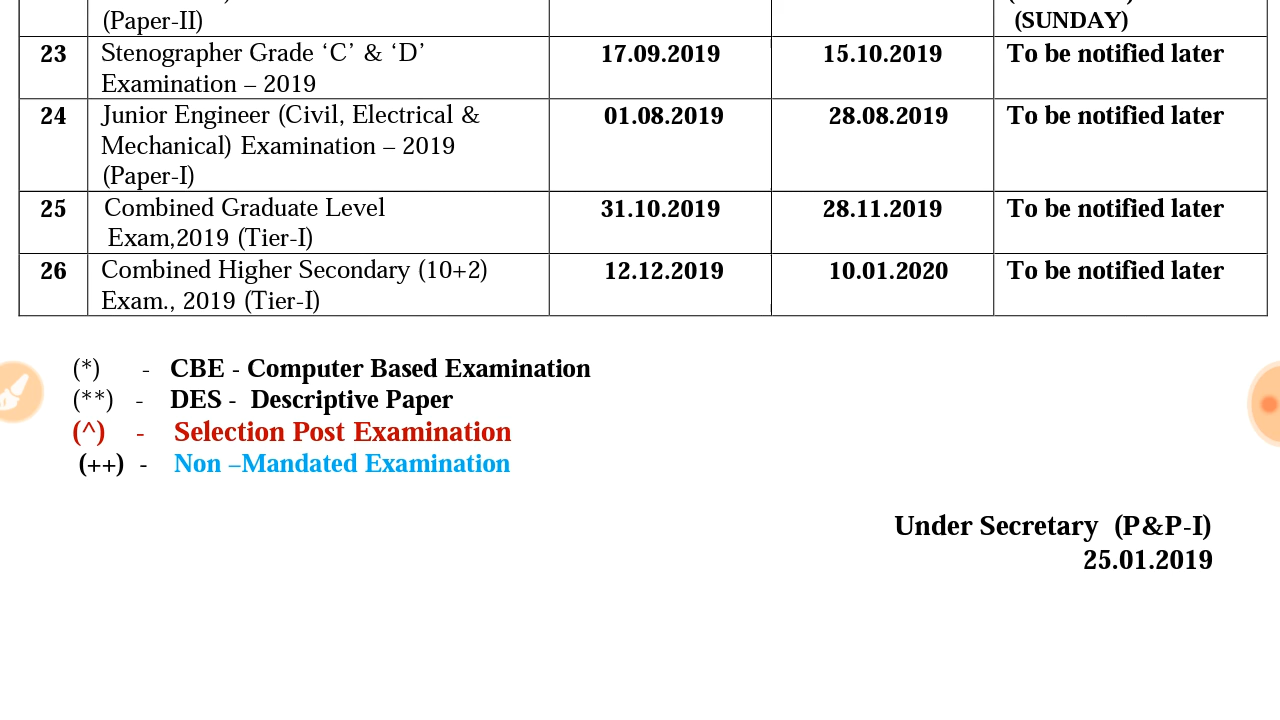 (Paper-II) (SUNDAY)
23 Stenographer Grade ‘C’ & ‘D’ 17.09.2019 15.10.2019 To be notified later
Examination – 2019
24 Junior Engineer (Civil, Electrical & 01.08.2019 28.08.2019 To be notified later
Mechanical) Examination – 2019
(Paper-I)
25 Combined Graduate Level 31.10.2019 28.11.2019 To be notified later
Exam,2019 (Tier-I)
26 Combined Higher Secondary (10+2) 12.12.2019 10.01.2020 To be notified later
Exam., 2019 (Tier-I)
(*) - CBE - Computer Based Examination
(**) - DES - Descriptive Paper
(^) - Selection Post Examination
(++) - Non –Mandated Examination
Under Secretary (P&P-I)
25.01.2019